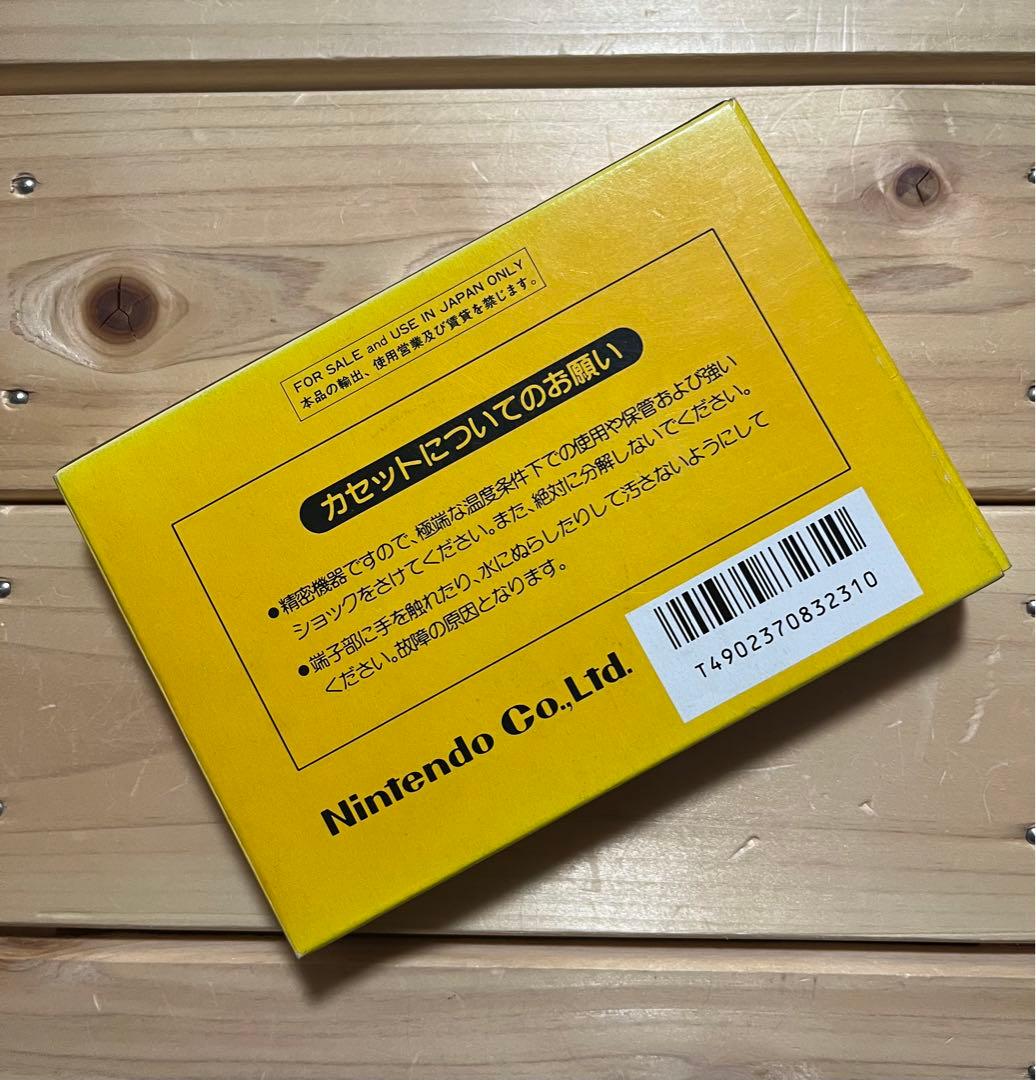 FOR SALE and USE IN JAPAN ONLY
本品の輸出、使用営業及び賃貸を禁じます。
カセットについてのお願い
●精密機器ですので、極端な温度条件下での使用や保管および強い
ショックをさけてください。また、絶対に分解しないでください。
●端子部に手を触れたり、水にぬらしたりして汚さないようにして
ください。故障の原因となります。
Nintendo Co.,Ltd.
T4902370832310